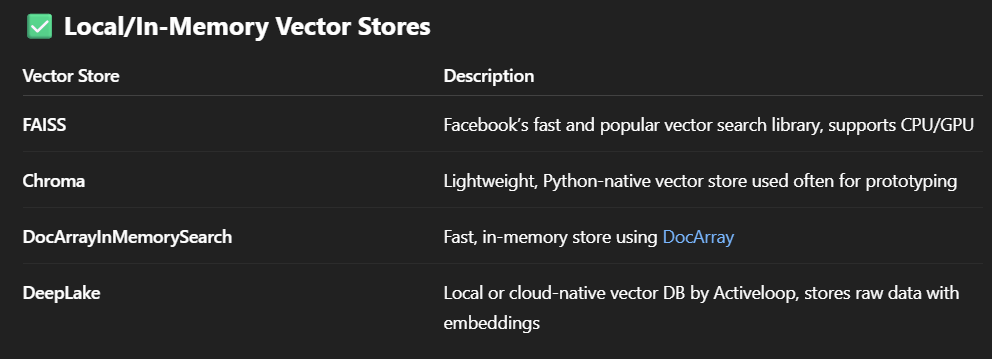 ✅ Local/In-Memory Vector Stores
Vector Store Description
FAISS Facebook’s fast and popular vector search library, supports CPU/GPU
Chroma Lightweight, Python-native vector store used often for prototyping
DocArrayInMemorySearch Fast, in-memory store using DocArray
DeepLake Local or cloud-native vector DB by Activeloop, stores raw data with
embeddings